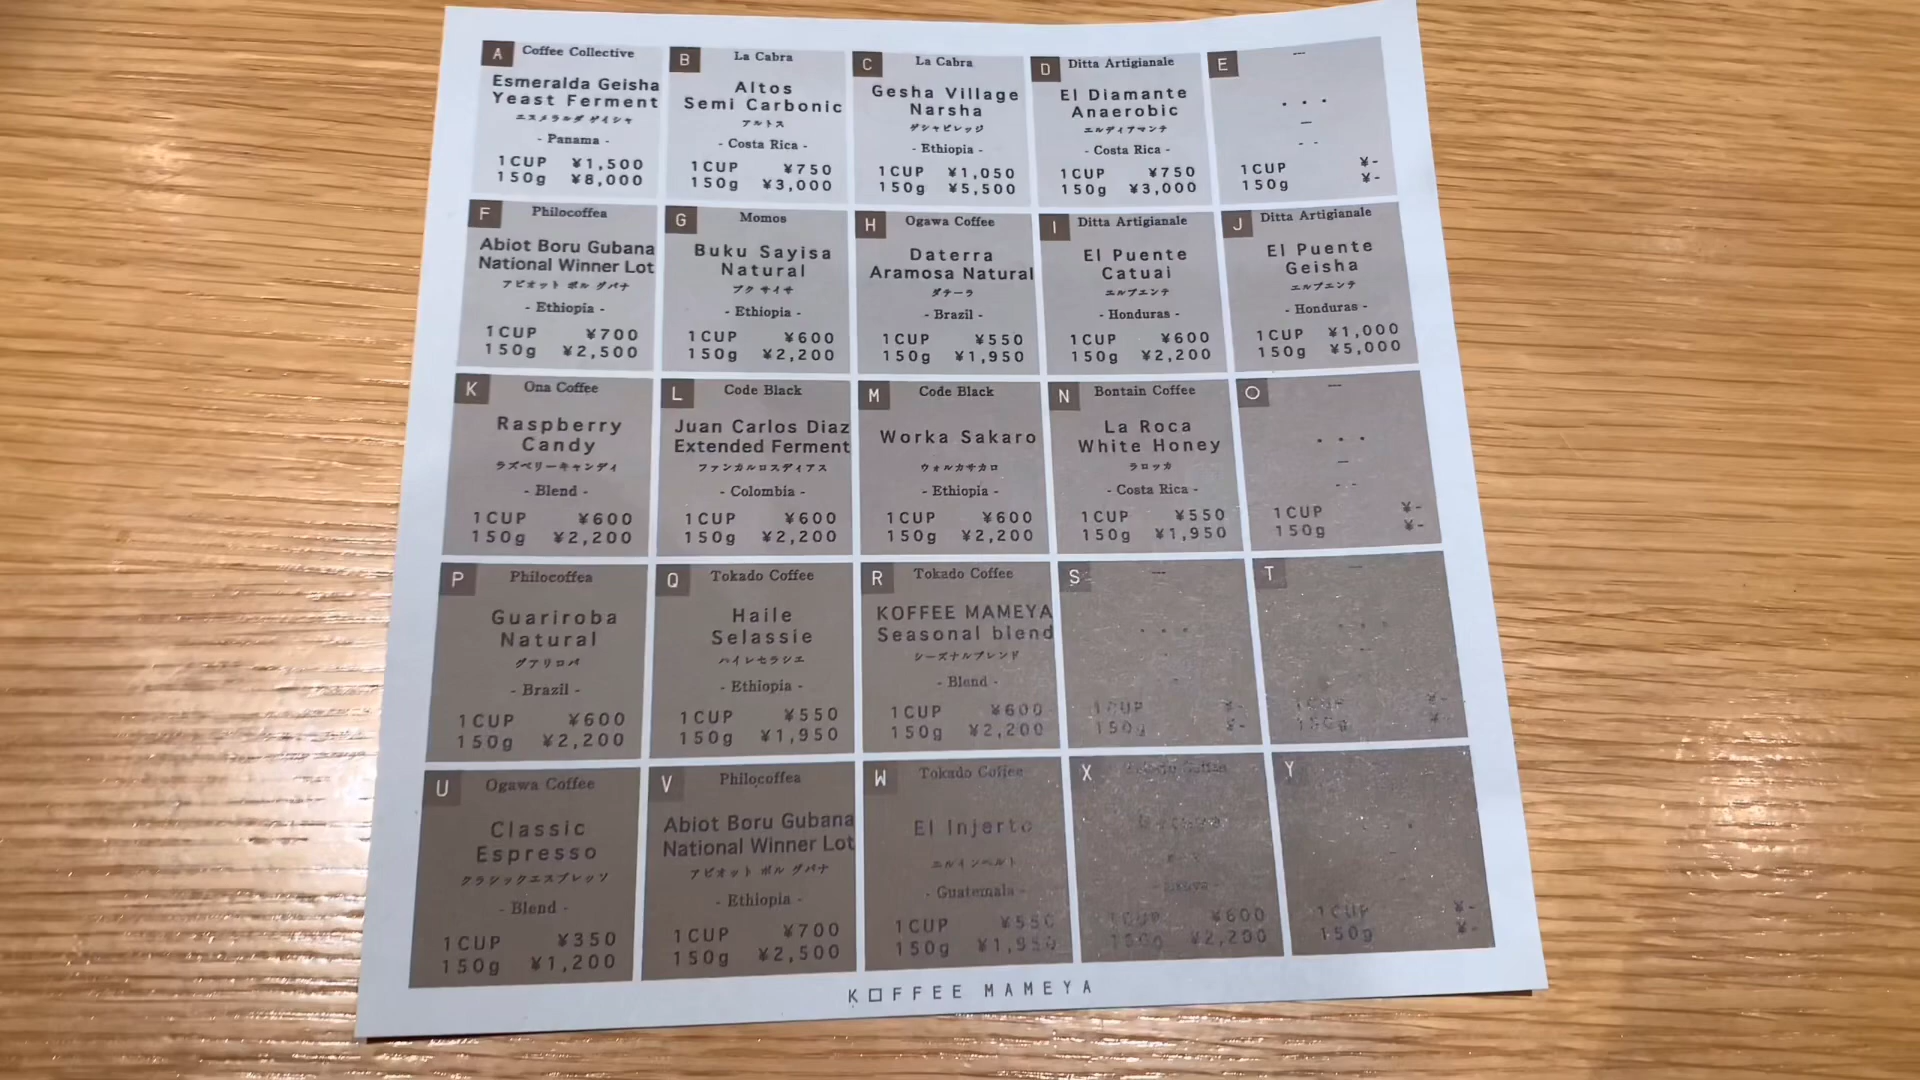 A Coffee Collective
Esmeralda Geisha
Yeast Ferment
エスメラルダ ゲイシャ
- Panama -
1CUP ¥1,500
150g ¥8,000
B La Cabra
Altos
Semi Carbonic
アルトス
- Costa Rica -
1CUP ¥750
150g ¥3,000
C La Cabra
Gesha Village
Narsha
ゲシャビレッジ
- Ethiopia -
1CUP ¥1,050
150g ¥5,500
D Ditta Artigianale
El Diamante
Anaerobic
エルディアマンテ
- Costa Rica -
1CUP ¥750
150g ¥3,000
E ---
...
—
- -
1CUP ¥-
150g ¥-
F Philocoffea
Abiot Boru Gubana
National Winner Lot
アビオット ボル グバナ
- Ethiopia -
1CUP ¥700
150g ¥2,500
G Momos
Buku Sayisa
Natural
ブク サイサ
- Ethiopia -
1CUP ¥600
150g ¥2,200
H Ogawa Coffee
Daterra
Aramosa Natural
ダテーラ
- Brazil -
1CUP ¥550
150g ¥1,950
I Ditta Artigianale
El Puente
Catuai
エルプエンテ
- Honduras -
1CUP ¥600
150g ¥2,200
J Ditta Artigianale
El Puente
Geisha
エルプエンテ
- Honduras -
1CUP ¥1,000
150g ¥5,000
K Ona Coffee
Raspberry
Candy
ラズベリーキャンディ
- Blend -
1CUP ¥600
150g ¥2,200
L Code Black
Juan Carlos Diaz
Extended Ferment
ファンカルロスディアス
- Colombia -
1CUP ¥600
150g ¥2,200
M Code Black
Worka Sakaro
ウォルカサカロ
- Ethiopia -
1CUP ¥600
150g ¥2,200
N Bontain Coffee
La Roca
White Honey
ラロッカ
- Costa Rica -
1CUP ¥550
150g ¥1,950
O ---
...
—
- -
1CUP ¥-
150g ¥-
P Philocoffea
Guariroba
Natural
グアリロバ
- Brazil -
1CUP ¥600
150g ¥2,200
Q Tokado Coffee
Haile
Selassie
ハイレセラシエ
- Ethiopia -
1CUP ¥550
150g ¥1,950
R Tokado Coffee
KOFFEE MAMEYA
Seasonal blend
シーズナルブレンド
- Blend -
1CUP ¥600
150g ¥2,200
S ---
...
1CUP ¥-
150g ¥-
T
...
1CUP ¥-
150g ¥-
U Ogawa Coffee
Classic
Espresso
クラシックエスプレッソ
- Blend -
1CUP ¥350
150g ¥1,200
V Philocoffea
Abiot Boru Gubana
National Winner Lot
アビオット ボル グバナ
- Ethiopia -
1CUP ¥700
150g ¥2,500
W Tokado Coffee
El Injerto
エルインヘルト
- Guatemala -
1CUP ¥550
150g ¥1,950
X
1CUP ¥600
150g ¥2,200
Y
1CUP ¥-
150g ¥-
KOFFEE MAMEYA